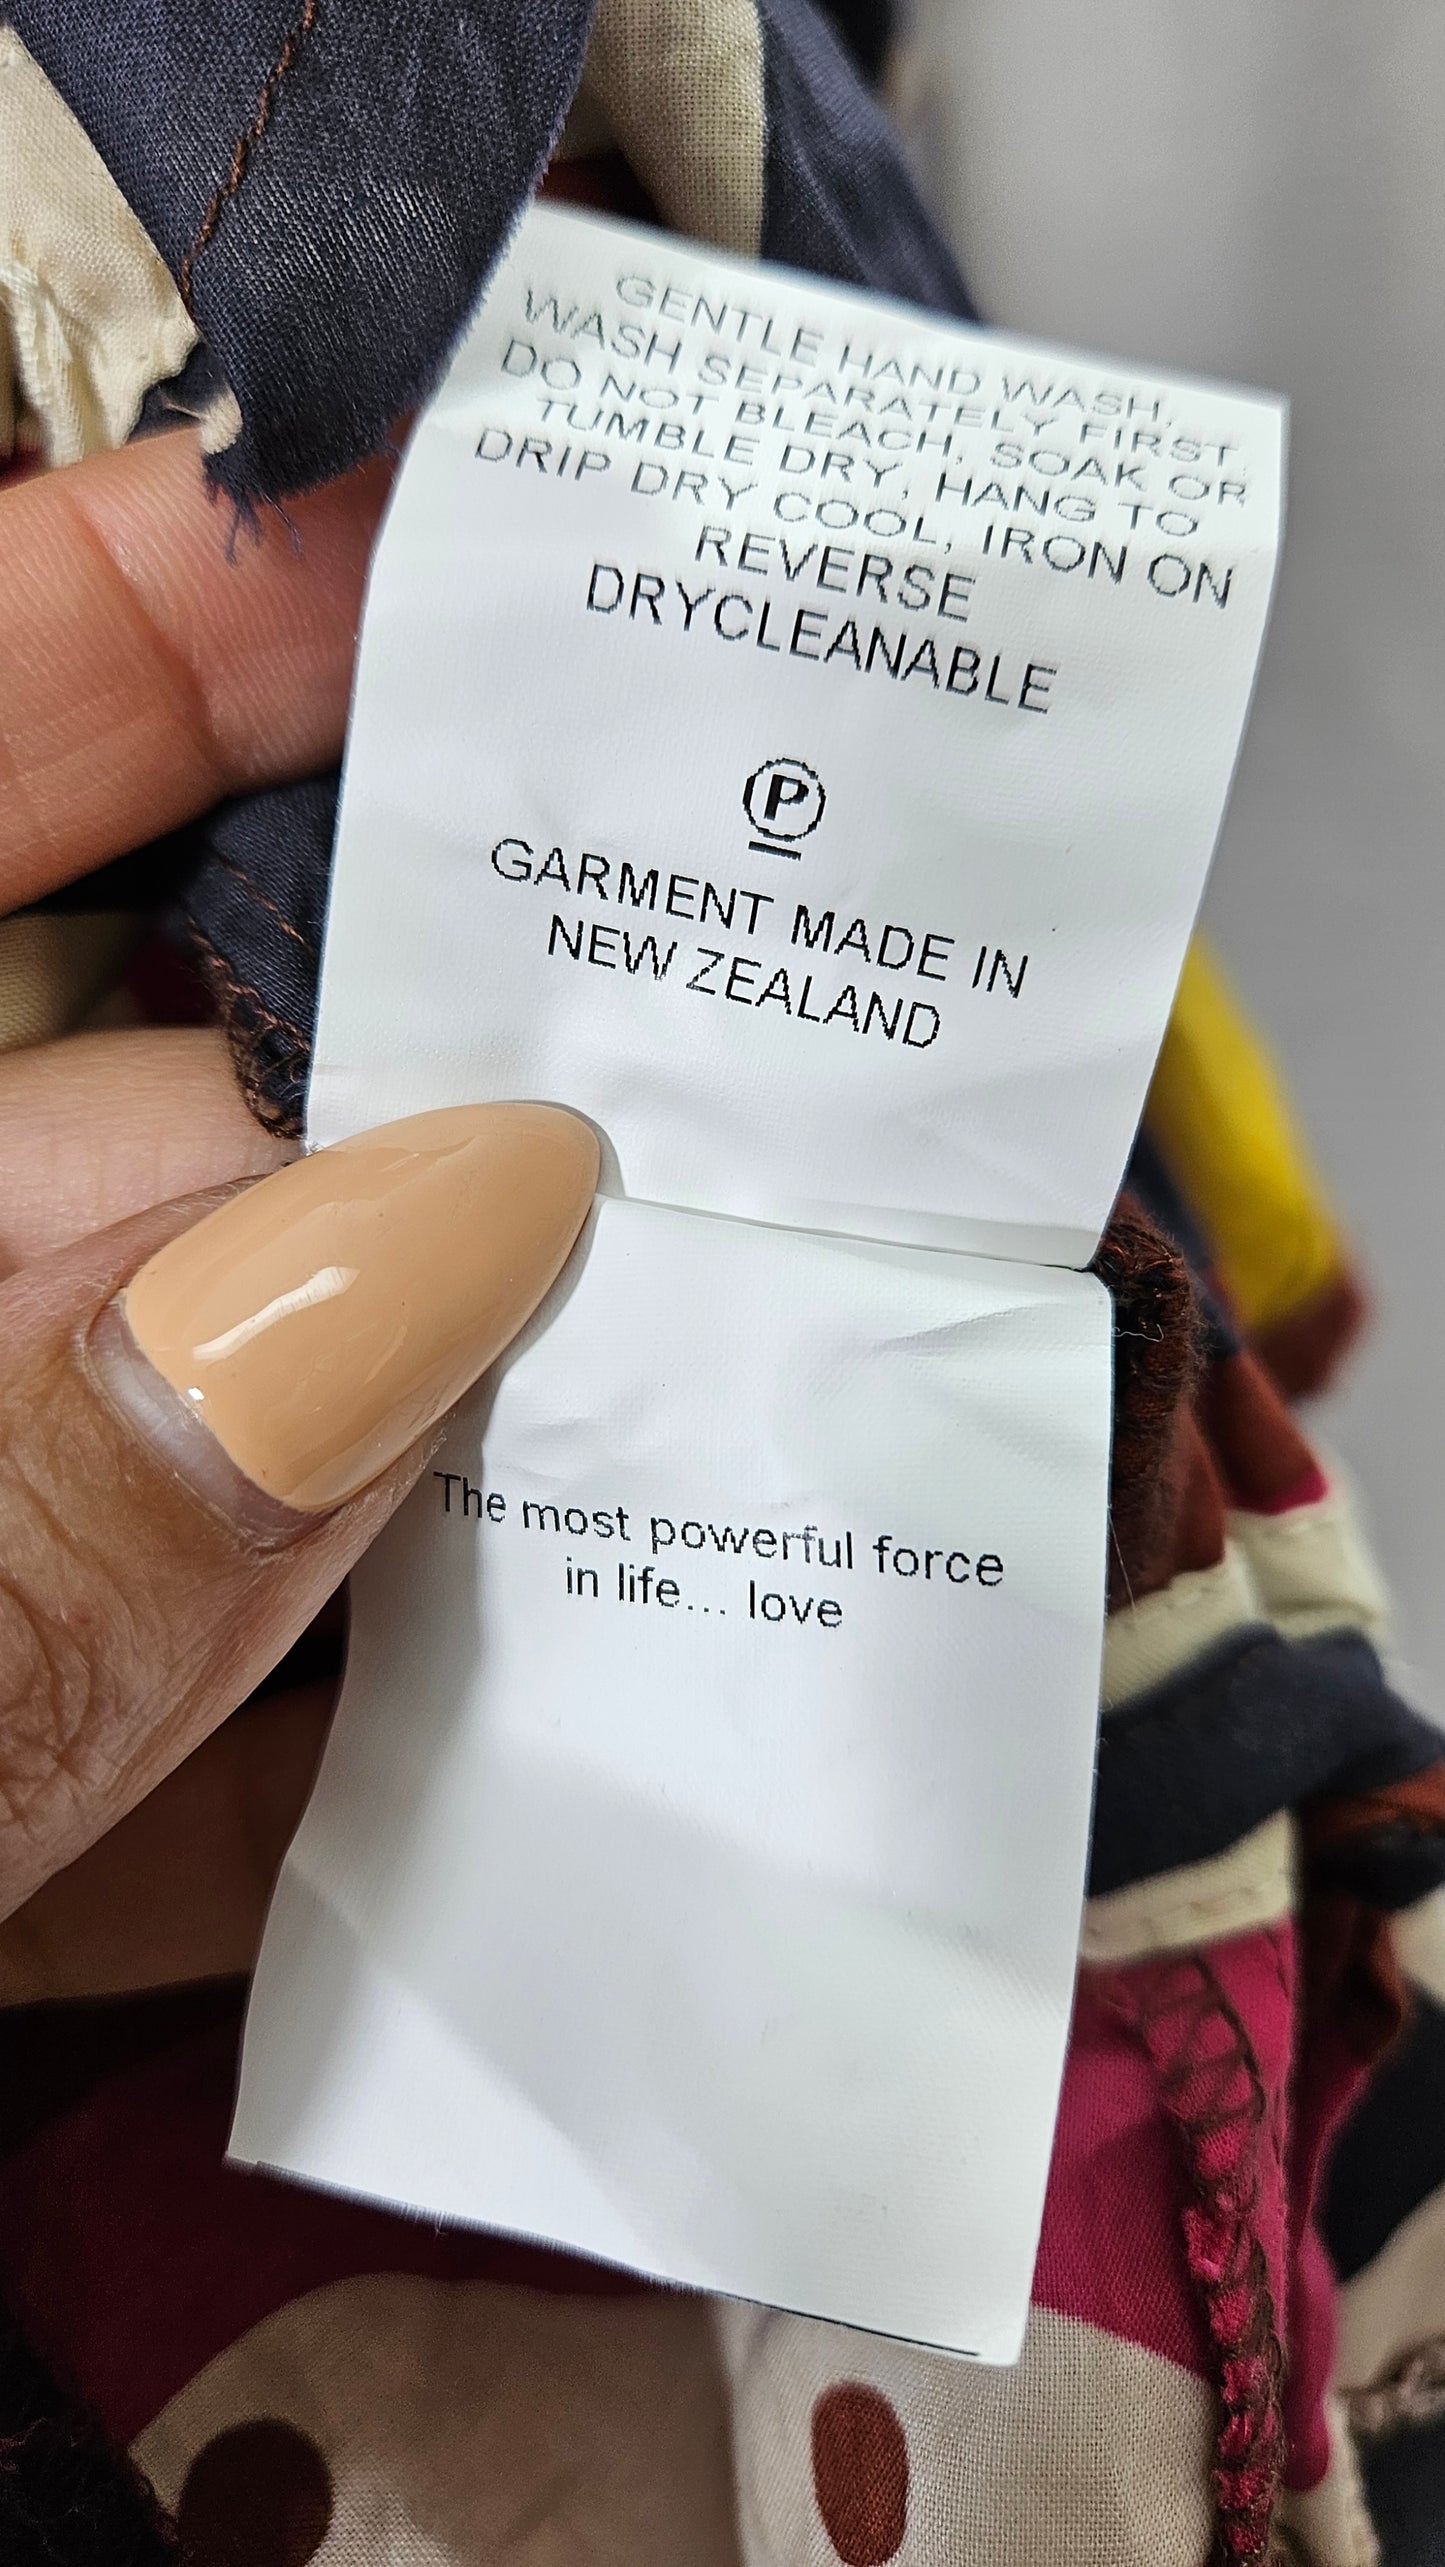 GENTLE HAND WASH,
WASH SEPARATELY FIRST,
DO NOT BLEACH, SOAK OR
TUMBLE DRY, HANG TO
DRIP DRY COOL, IRON ON
REVERSE
DRYCLEANABLE
P
GARMENT MADE IN
NEW ZEALAND
The most powerful force
in life... love